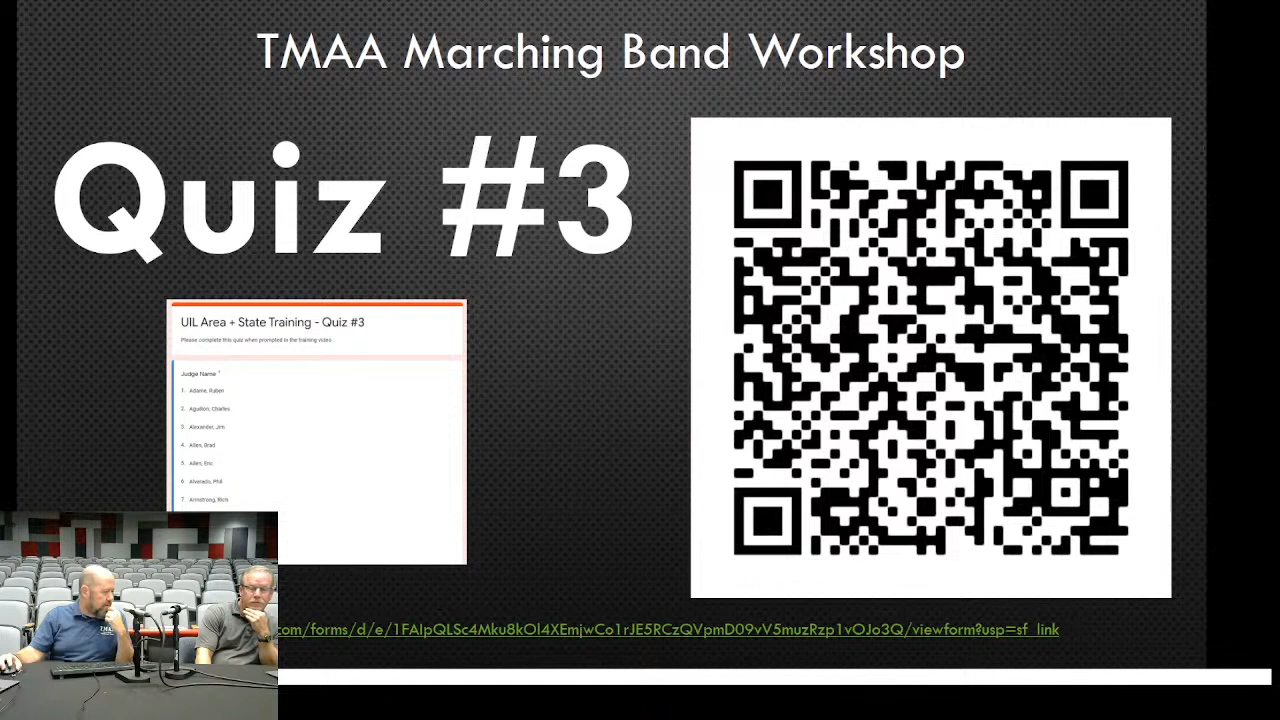 TMAA Marching Band Workshop
Quiz #3
UIL Area + State Training - Quiz #3
Please complete this quiz when prompted in the training video
Judge Name *
1. Adame, Ruben
2. Aguillon, Charles
3. Alexander, Jim
4. Allen, Brad
5. Allen, Eric
6. Alvarado, Phil
7. Armstrong, Rich
com/forms/d/e/1FAIpQLSc4Mku8kOl4XEmjwCo1rJE5RCzQVpmD09vV5muzRzp1vOJo3Q/viewform?usp=sf_link